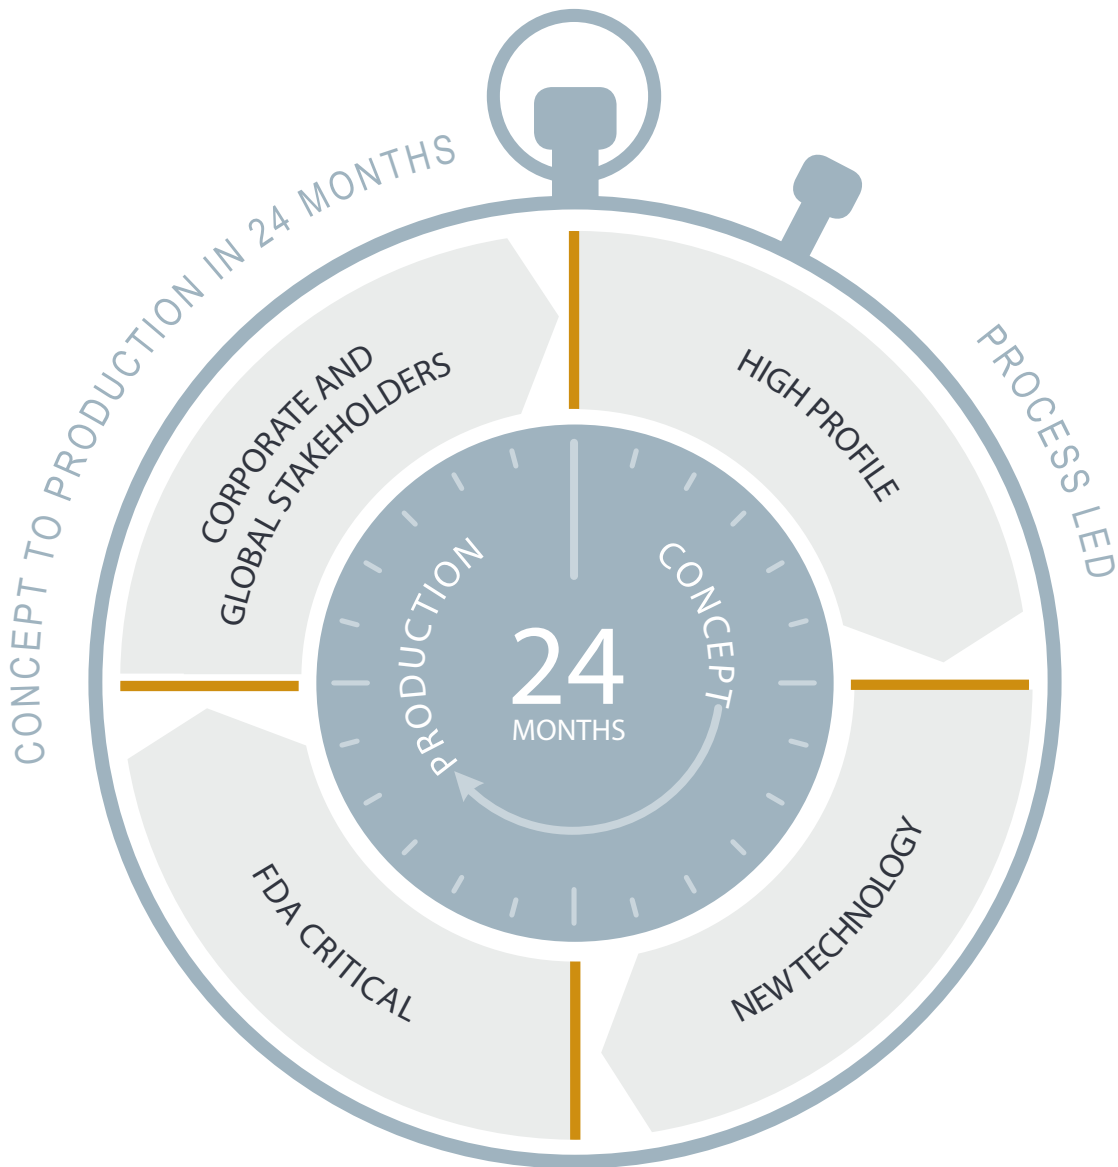 CONCEPT TO PRODUCTION IN 24 MONTHS
PROCESS LED
HIGH PROFILE
NEW TECHNOLOGY
FDA CRITICAL
CORPORATE AND
GLOBAL STAKEHOLDERS
CONCEPT
PRODUCTION
24
MONTHS